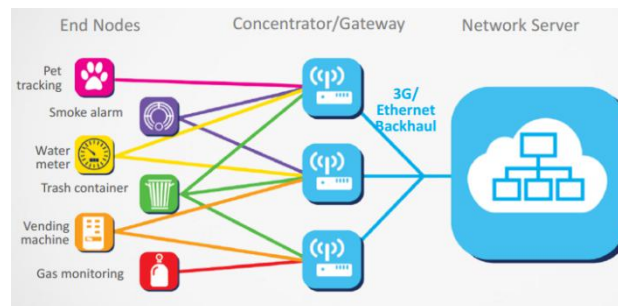 End Nodes
Concentrator/Gateway
Network Server
Pet
tracking
Smoke alarm
Water
meter
Trash container
Vending
machine
Gas monitoring
3G/
Ethernet
Backhaul